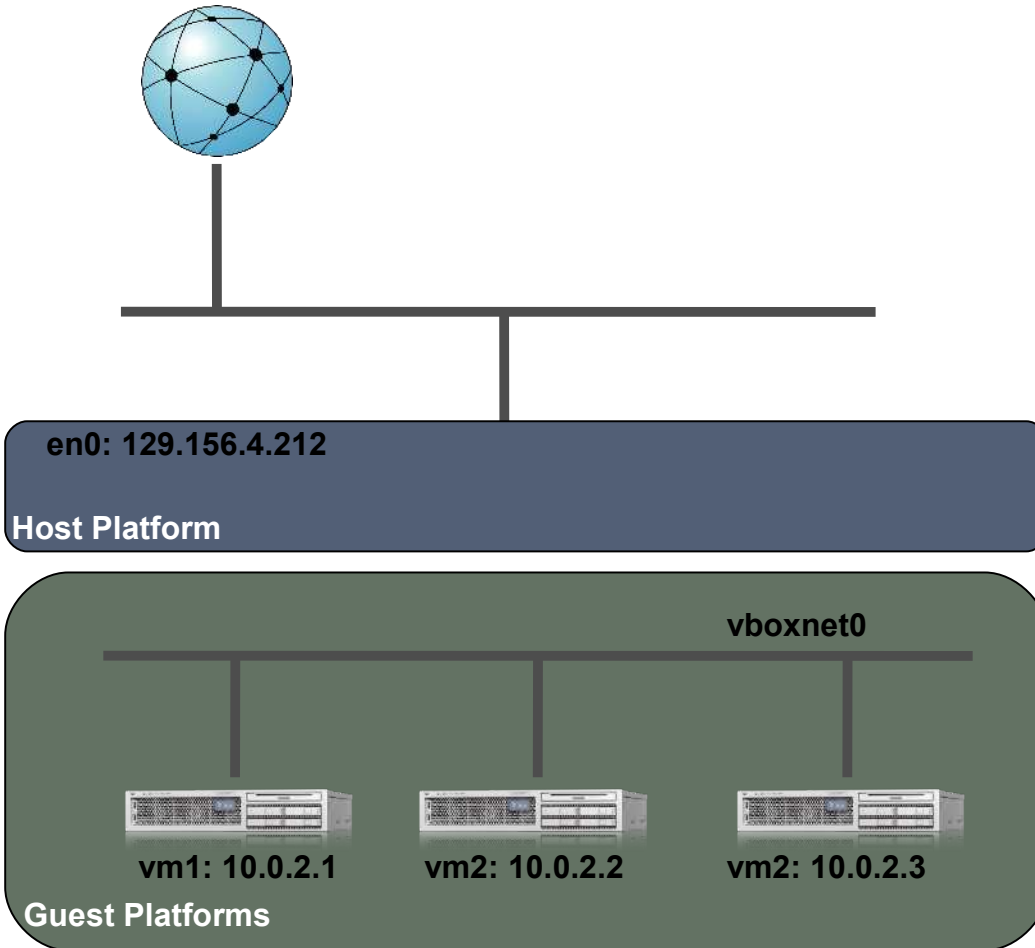 en0: 129.156.4.212
Host Platform
vboxnet0
vm1: 10.0.2.1
vm2: 10.0.2.2
vm2: 10.0.2.3
Guest Platforms